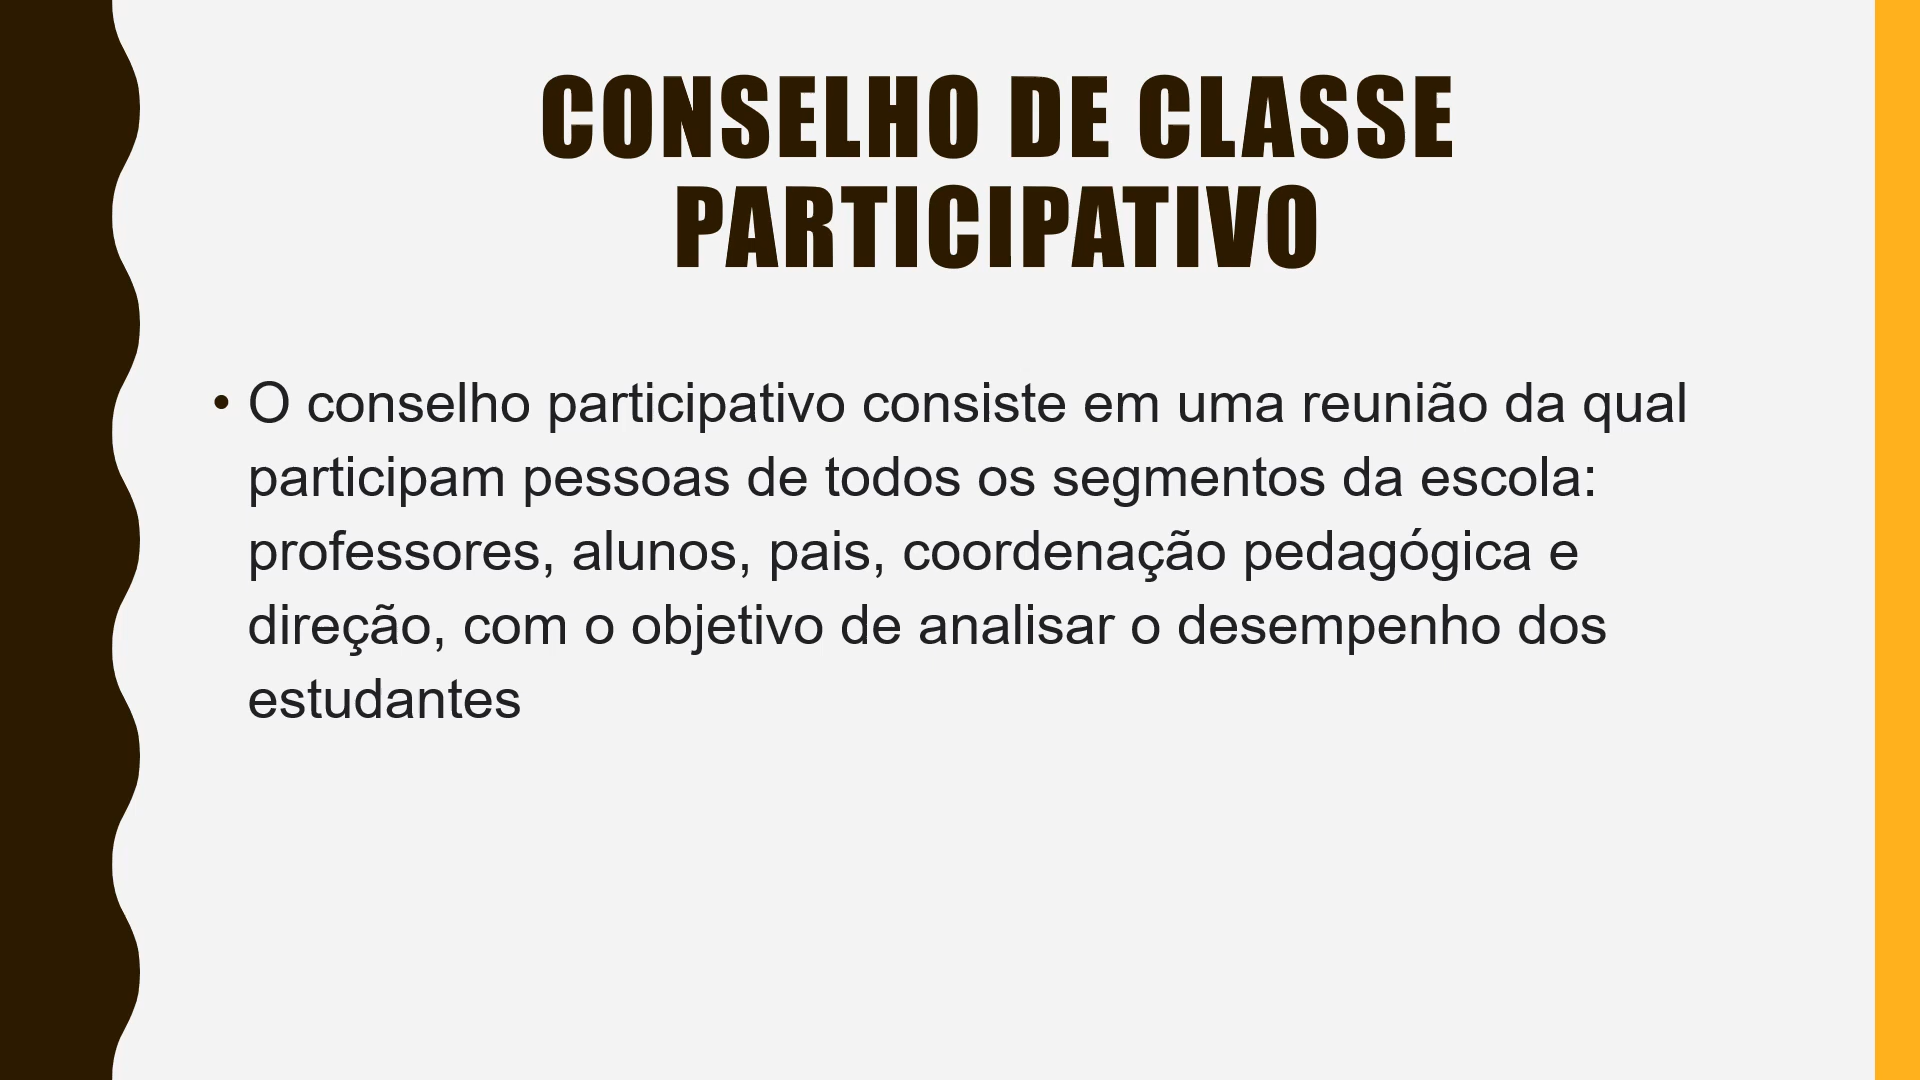 CONSELHO DE CLASSE
PARTICIPATIVO
• O conselho participativo consiste em uma reunião da qual
participam pessoas de todos os segmentos da escola:
professores, alunos, pais, coordenação pedagógica e
direção, com o objetivo de analisar o desempenho dos
estudantes